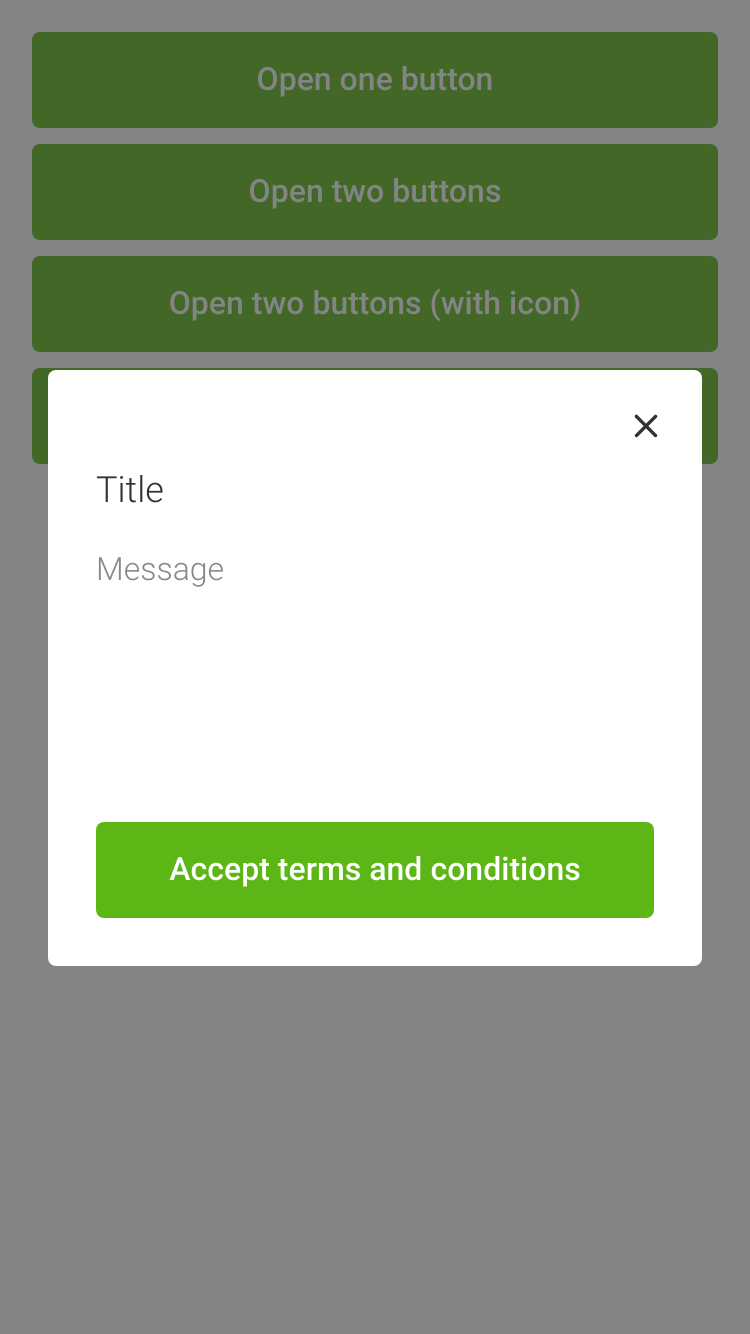 Open one button
Open two buttons
Open two buttons (with icon)
Title
Message
Accept terms and conditions